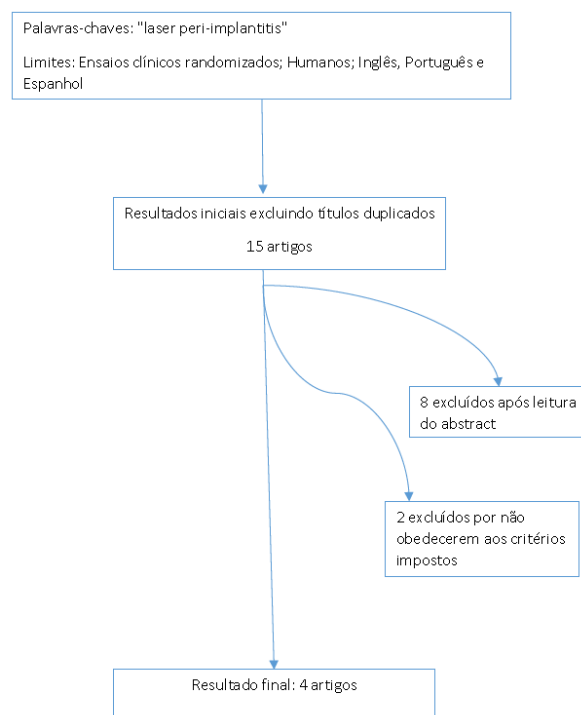 Palavras-chaves: "laser peri-implantitis"
Limites: Ensaios clínicos randomizados; Humanos; Inglês, Português e
Espanhol
Resultados iniciais excluindo títulos duplicados
15 artigos
8 excluídos após leitura
do abstract
2 excluídos por não
obedecerem aos critérios
impostos
Resultado final: 4 artigos